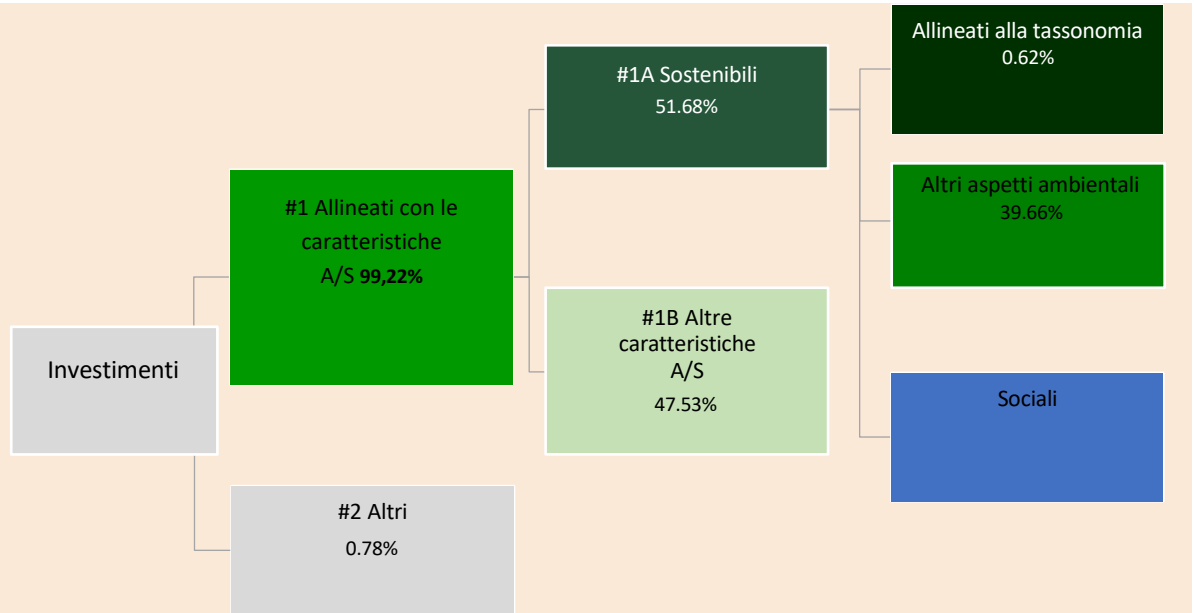 Investimenti
#1 Allineati con le
caratteristiche
A/S 99,22%
#2 Altri
0.78%
#1A Sostenibili
51.68%
#1B Altre
caratteristiche
A/S
47.53%
Allineati alla tassonomia
0.62%
Altri aspetti ambientali
39.66%
Sociali